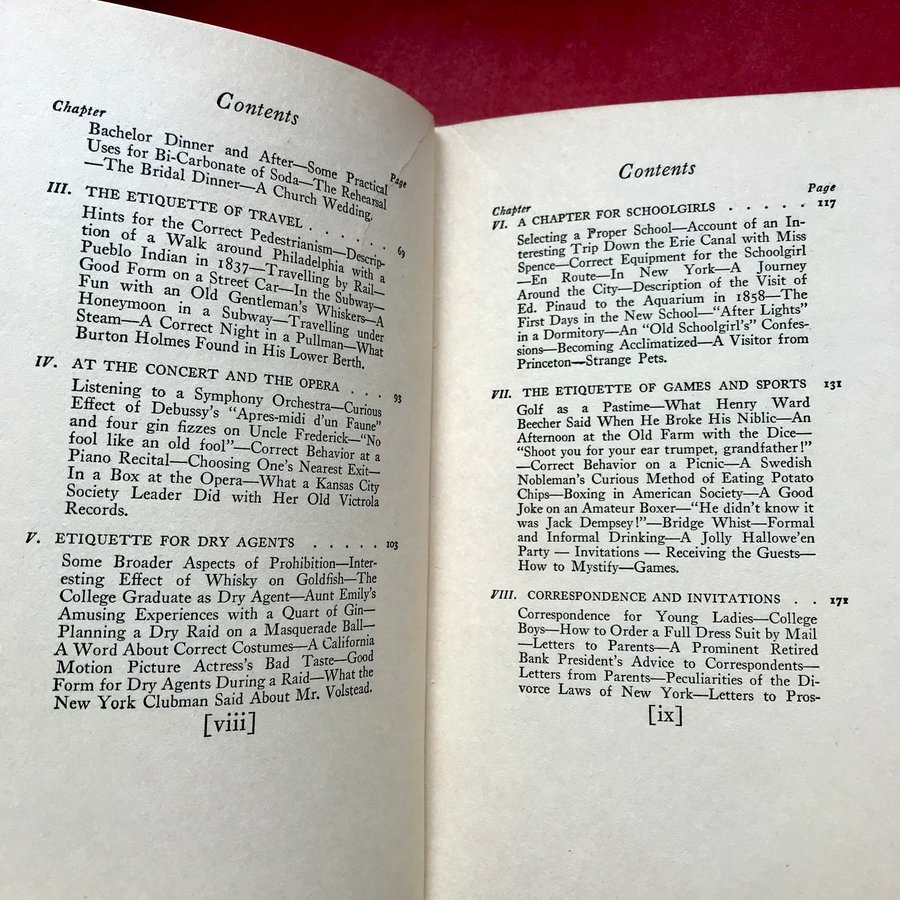 Contents
Chapter
Page
Bachelor Dinner and After—Some Practical
Uses for Bi-Carbonate of Soda—The Rehearsal
—The Bridal Dinner—A Church Wedding.
III. THE ETIQUETTE OF TRAVEL . . . . . . 69
Hints for the Correct Pedestrianism—Descrip-
tion of a Walk around Philadelphia with a
Pueblo Indian in 1837—Travelling by Rail—
Good Form on a Street Car—In the Subway—
Fun with an Old Gentleman's Whiskers—A
Honeymoon in a Subway—Travelling under
Steam—A Correct Night in a Pullman—What
Burton Holmes Found in His Lower Berth.
IV. AT THE CONCERT AND THE OPERA . . . 93
Listening to a Symphony Orchestra—Curious
Effect of Debussy's "Apres-midi d'un Faune"
and four gin fizzes on Uncle Frederick—"No
fool like an old fool"—Correct Behavior at a
Piano Recital—Choosing One's Nearest Exit—
In a Box at the Opera—What a Kansas City
Society Leader Did with Her Old Victrola
Records.
V. ETIQUETTE FOR DRY AGENTS . . . . . 103
Some Broader Aspects of Prohibition—Inter-
esting Effect of Whisky on Goldfish—The
College Graduate as Dry Agent—Aunt Emily's
Amusing Experiences with a Quart of Gin—
Planning a Dry Raid on a Masquerade Ball—
A Word About Correct Costumes—A California
Motion Picture Actress's Bad Taste—Good
Form for Dry Agents During a Raid—What the
New York Clubman Said About Mr. Volstead.
[viii]
Contents
Chapter
Page
VI. A CHAPTER FOR SCHOOLGIRLS . . . . . 117
Selecting a Proper School—Account of an In-
teresting Trip Down the Erie Canal with Miss
Spence—Correct Equipment for the Schoolgirl
—En Route—In New York—A Journey
Around the City—Description of the Visit of
Ed. Pinaud to the Aquarium in 1858—The
First Days in the New School—"After Lights"
in a Dormitory—An "Old Schoolgirl's" Confes-
sions—Becoming Acclimatized—A Visitor from
Princeton—Strange Pets.
VII. THE ETIQUETTE OF GAMES AND SPORTS 131
Golf as a Pastime—What Henry Ward
Beecher Said When He Broke His Niblic—An
Afternoon at the Old Farm with the Dice—
"Shoot you for your ear trumpet, grandfather!"
—Correct Behavior on a Picnic—A Swedish
Nobleman's Curious Method of Eating Potato
Chips—Boxing in American Society—A Good
Joke on an Amateur Boxer—"He didn't know it
was Jack Dempsey!"—Bridge Whist—Formal
and Informal Drinking—A Jolly Hallowe'en
Party — Invitations — Receiving the Guests—
How to Mystify—Games.
VIII. CORRESPONDENCE AND INVITATIONS . . 171
Correspondence for Young Ladies—College
Boys—How to Order a Full Dress Suit by Mail
—Letters to Parents—A Prominent Retired
Bank President's Advice to Correspondents—
Letters from Parents—Peculiarities of the Di-
vorce Laws of New York—Letters to Pros-
[ix]